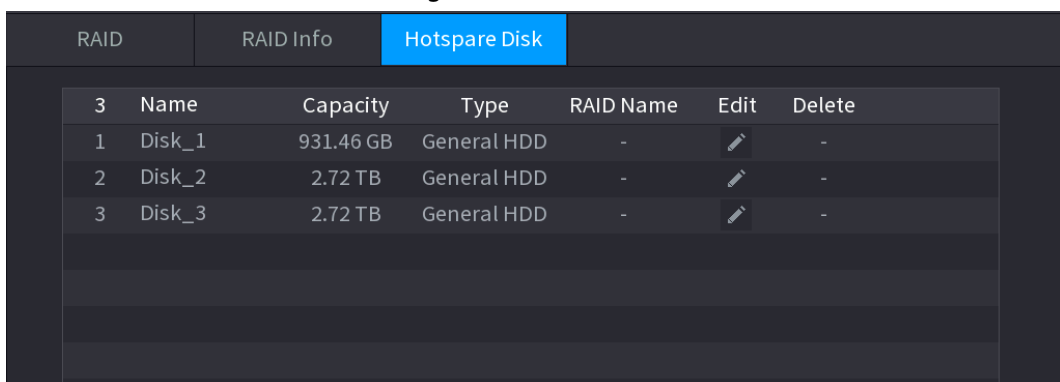 RAID RAID Info Hotspare Disk
3 Name Capacity Type RAID Name Edit Delete
1 Disk_1 931.46 GB General HDD - -
2 Disk_2 2.72 TB General HDD - -
3 Disk_3 2.72 TB General HDD - -